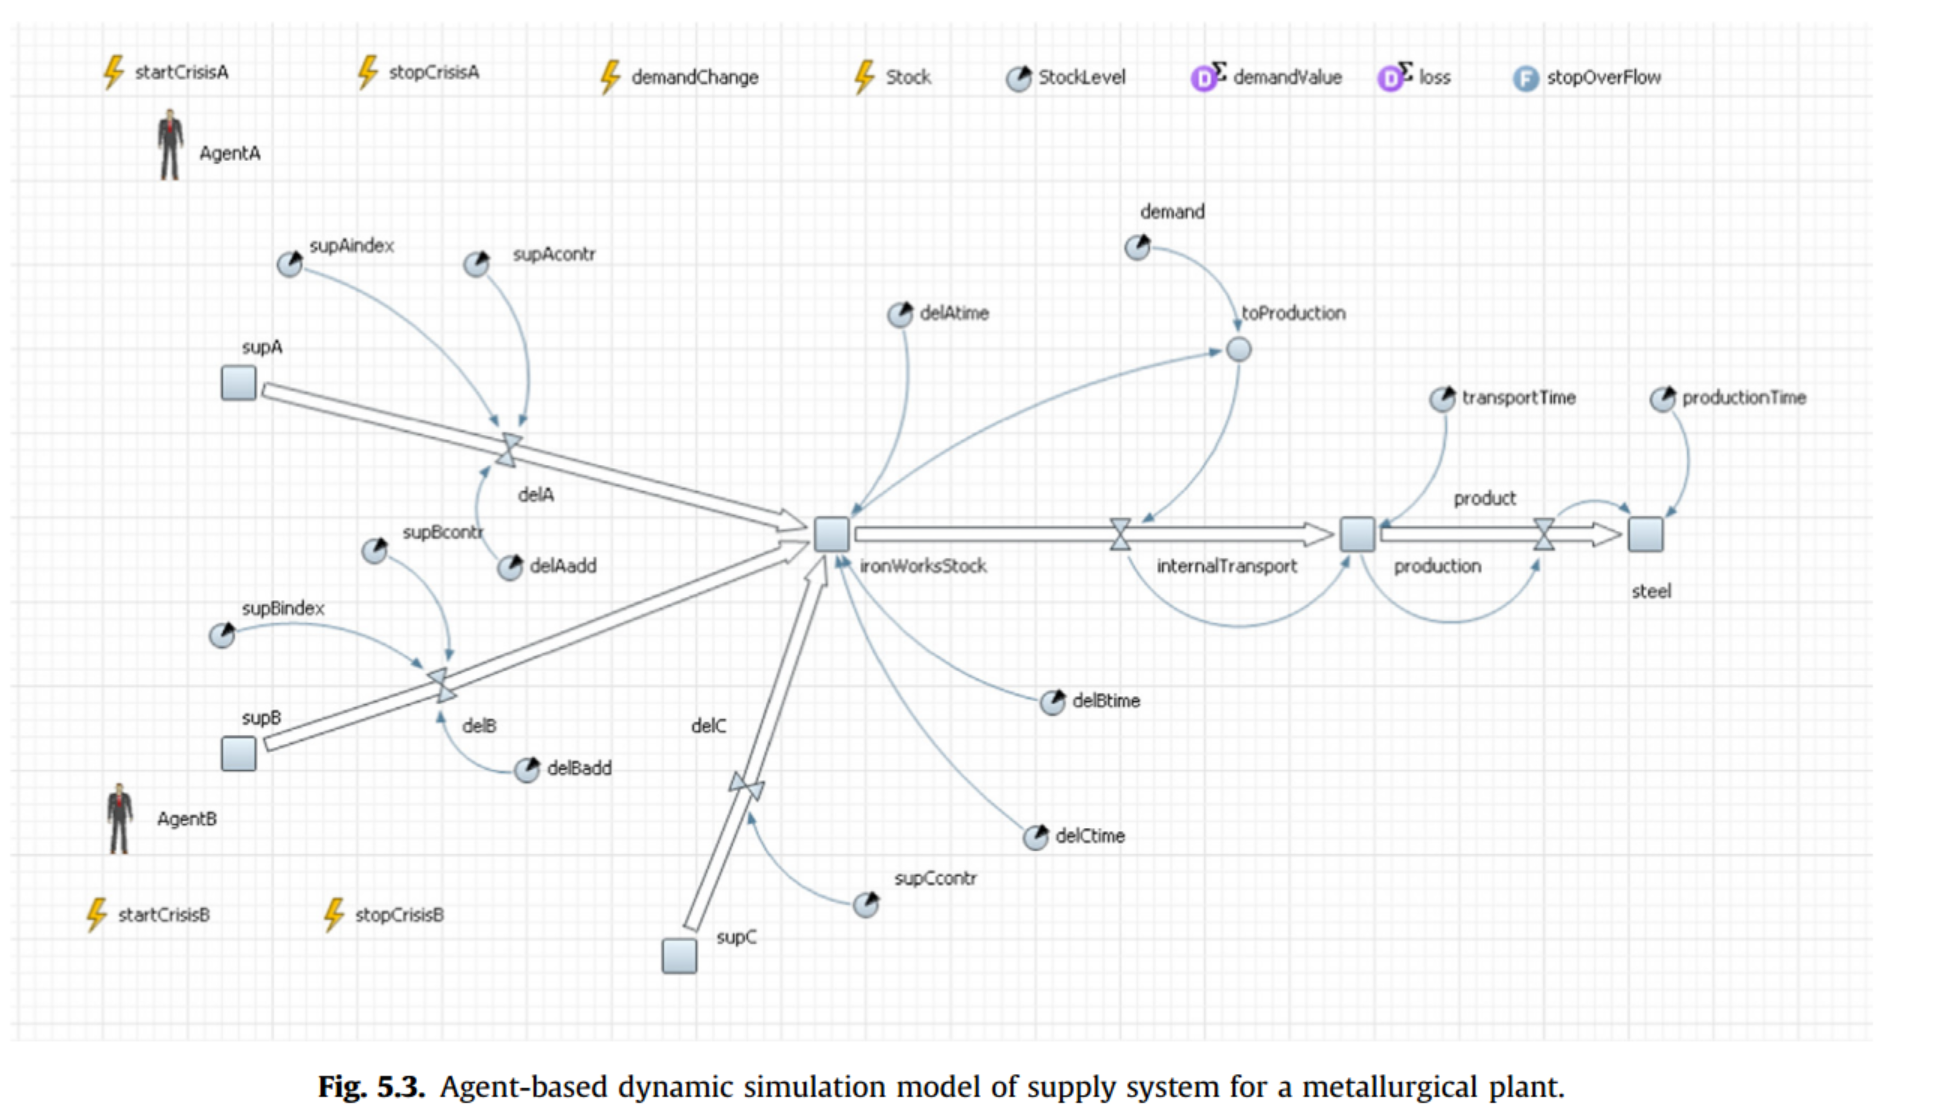 startCrisisA
stopCrisisA
demandChange
Stock
StockLevel
D Σ demandValue
D Σ loss
F stopOverFlow
AgentA
demand
supAindex
supAcontr
delAtime
toProduction
supA
transportTime
productionTime
delA
product
supBcontr
delAadd
ironWorksStock
internalTransport
production
steel
supBindex
delBtime
supB
delB
delC
delBadd
AgentB
delCtime
supCcontr
startCrisisB
stopCrisisB
supC
Fig. 5.3. Agent-based dynamic simulation model of supply system for a metallurgical plant.